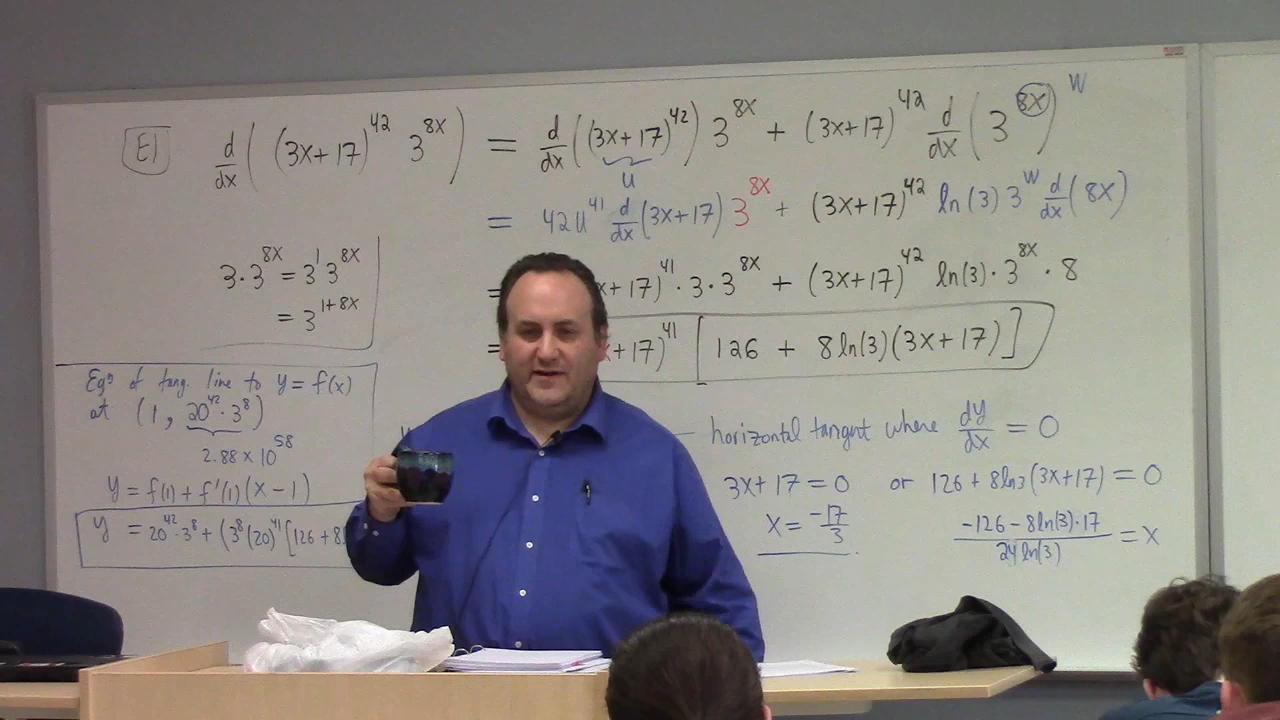 E1 d/dx((3x+17)^42 3^8x) = d/dx((3x+17)^42) 3^8x + (3x+17)^42 d/dx(3^8x) W
u
= 42u^41 d/dx(3x+17) 3^8x + (3x+17)^42 ln(3) 3^W d/dx(8x)
3·3^8x = 3^1 3^8x
= 3^1+8x
= x+17)^41 · 3 · 3^8x + (3x+17)^42 ln(3) · 3^8x · 8
= x+17)^41 [126 + 8ln(3)(3x+17)]
Eqn of tang. line to y = f(x)
at (1, 20^42 · 3^8)
2.88 × 10^58
y = f(1) + f'(1)(x-1)
y = 20^42 · 3^8 + (3^8(20)^41 [126 + 8
horizontal tangent where dy/dx = 0
3x+17 = 0 or 126 + 8ln3(3x+17) = 0
x = -17/3
-126-8ln(3)·17 / 24ln(3) = x